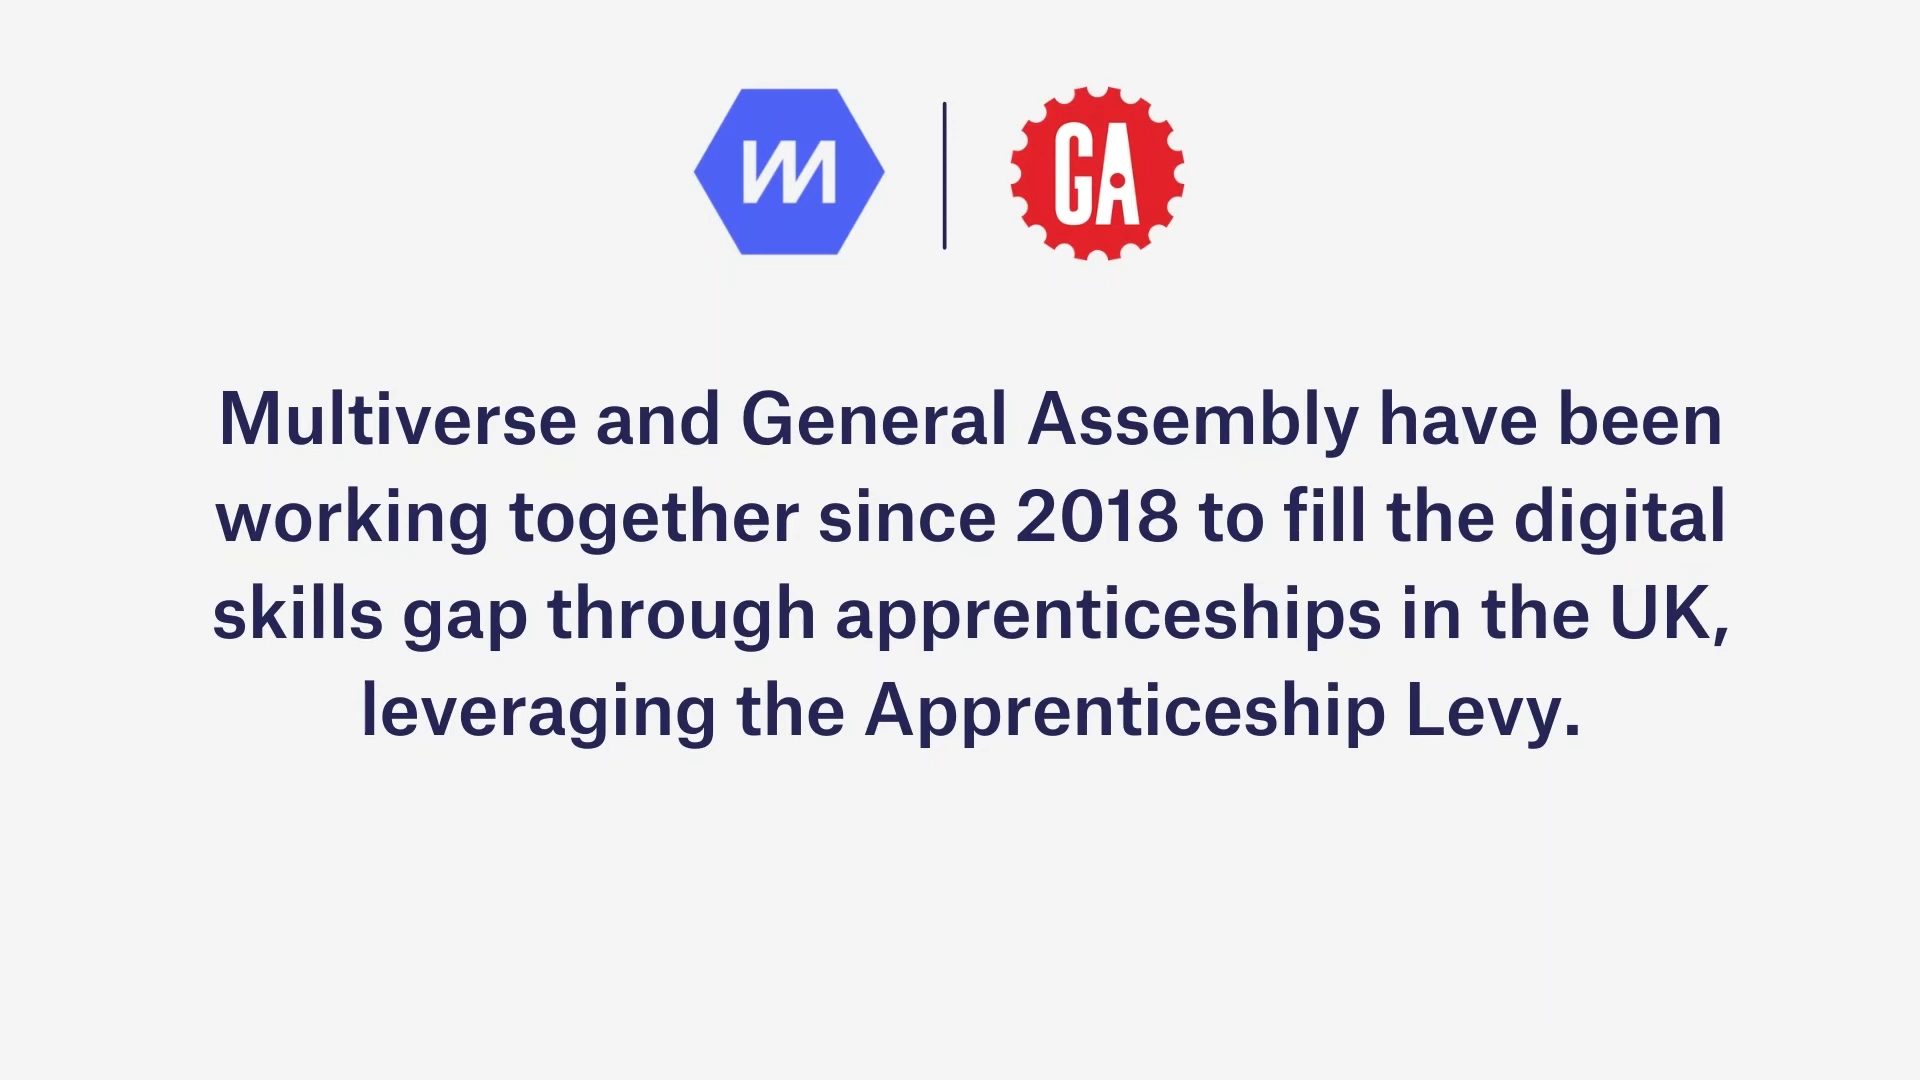 M
GA
Multiverse and General Assembly have been
working together since 2018 to fill the digital
skills gap through apprenticeships in the UK,
leveraging the Apprenticeship Levy.